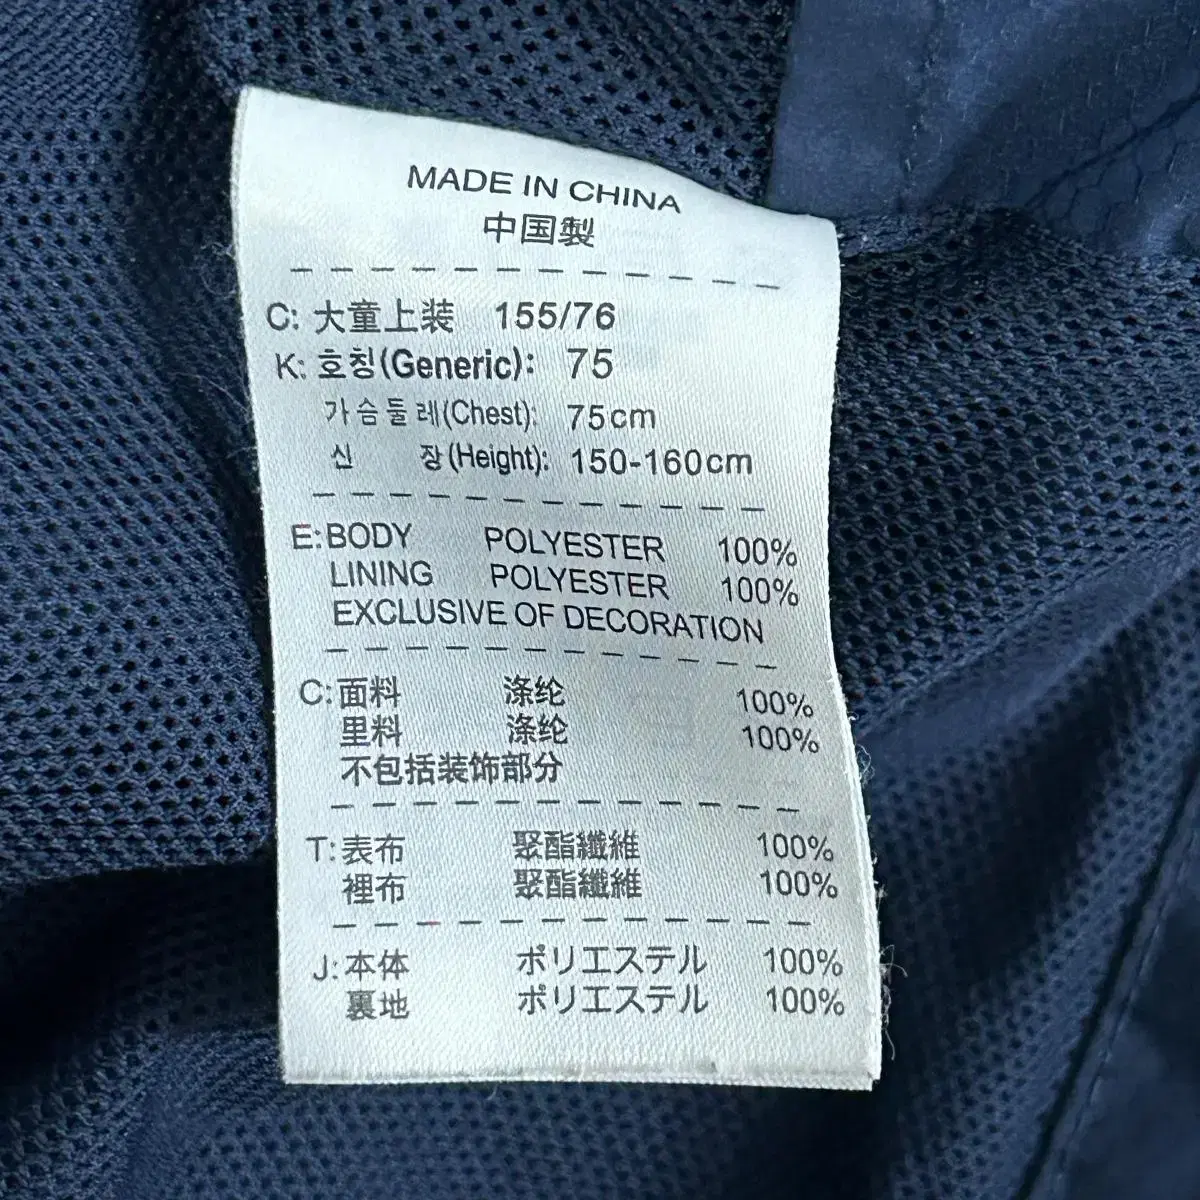 MADE IN CHINA
中国製
C: 大童上装 155/76
K: 호칭(Generic): 75
가슴둘레(Chest): 75cm
신 장(Height): 150-160cm
E: BODY POLYESTER 100%
LINING POLYESTER 100%
EXCLUSIVE OF DECORATION
C: 面料 涤纶 100%
里料 涤纶 100%
不包括装饰部分
T: 表布 聚酯纖維 100%
裡布 聚酯纖維 100%
J: 本体 ポリエステル 100%
裏地 ポリエステル 100%